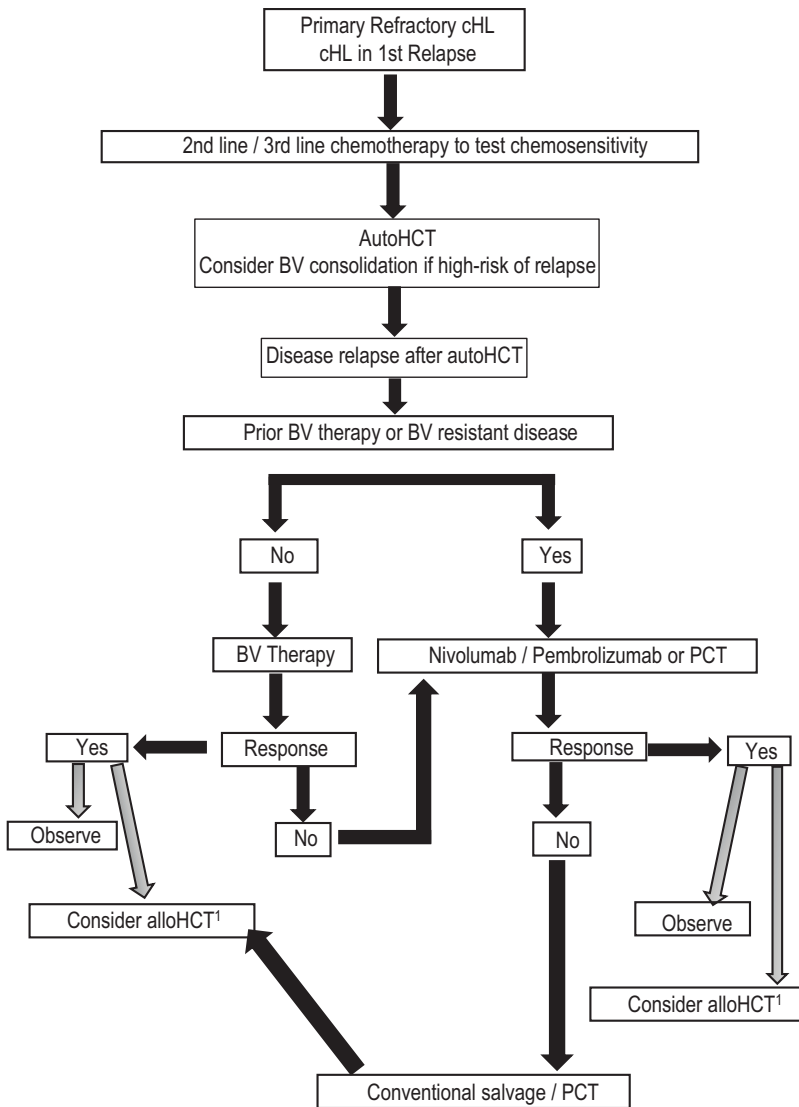 Primary Refractory cHL
cHL in 1st Relapse
2nd line / 3rd line chemotherapy to test chemosensitivity
AutoHCT
Consider BV consolidation if high-risk of relapse
Disease relapse after autoHCT
Prior BV therapy or BV resistant disease
No
Yes
BV Therapy
Nivolumab / Pembrolizumab or PCT
Yes
Response
Response
Yes
Observe
No
No
Consider alloHCT¹
Observe
Consider alloHCT¹
Conventional salvage / PCT